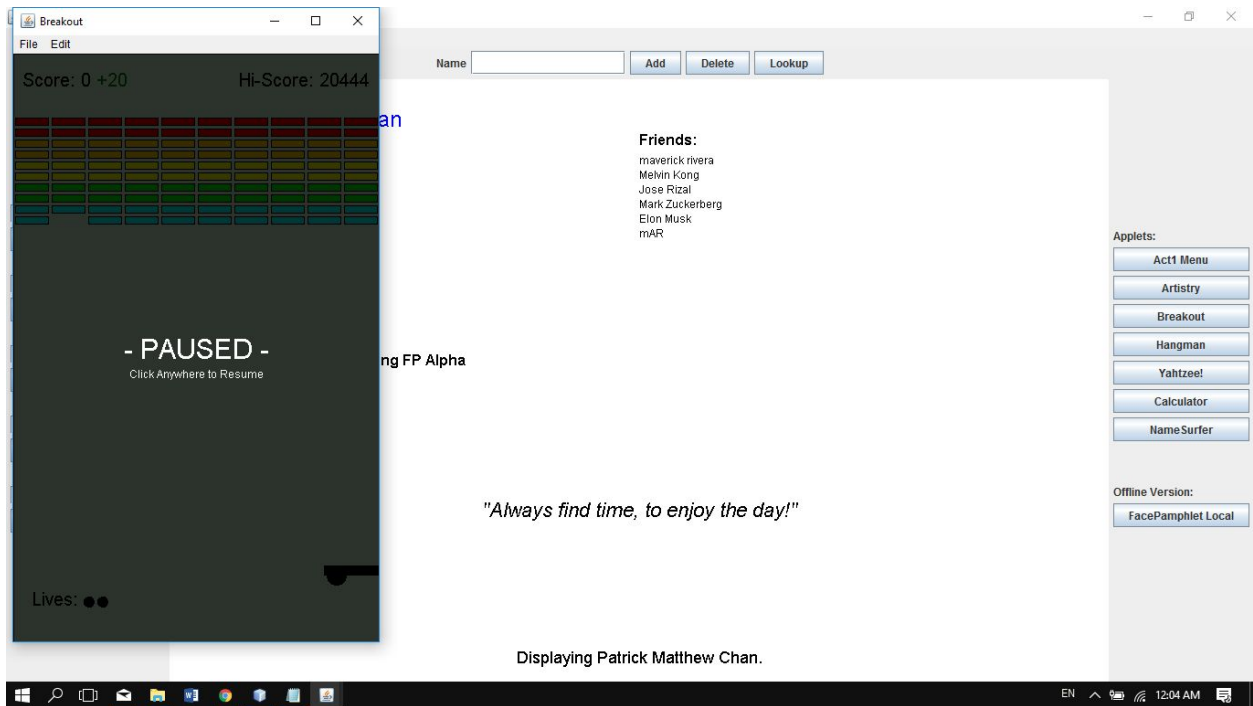 Breakout
File Edit
Score: 0 +20 Hi-Score: 20444
- PAUSED -
Click Anywhere to Resume
Lives:
Name
Add
Delete
Lookup
an
Friends:
maverick rivera
Melvin Kong
Jose Rizal
Mark Zuckerberg
Elon Musk
mAR
ng FP Alpha
"Always find time, to enjoy the day!"
Displaying Patrick Matthew Chan.
Applets:
Act1 Menu
Artistry
Breakout
Hangman
Yahtzee!
Calculator
NameSurfer
Offline Version:
FacePamphlet Local
EN 12:04 AM